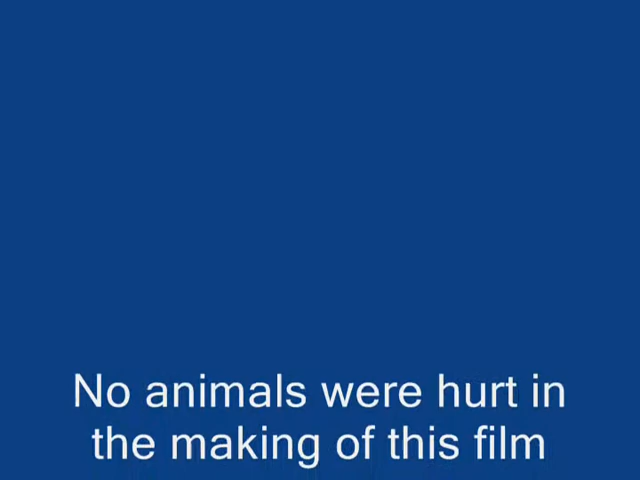 No animals were hurt in
the making of this film